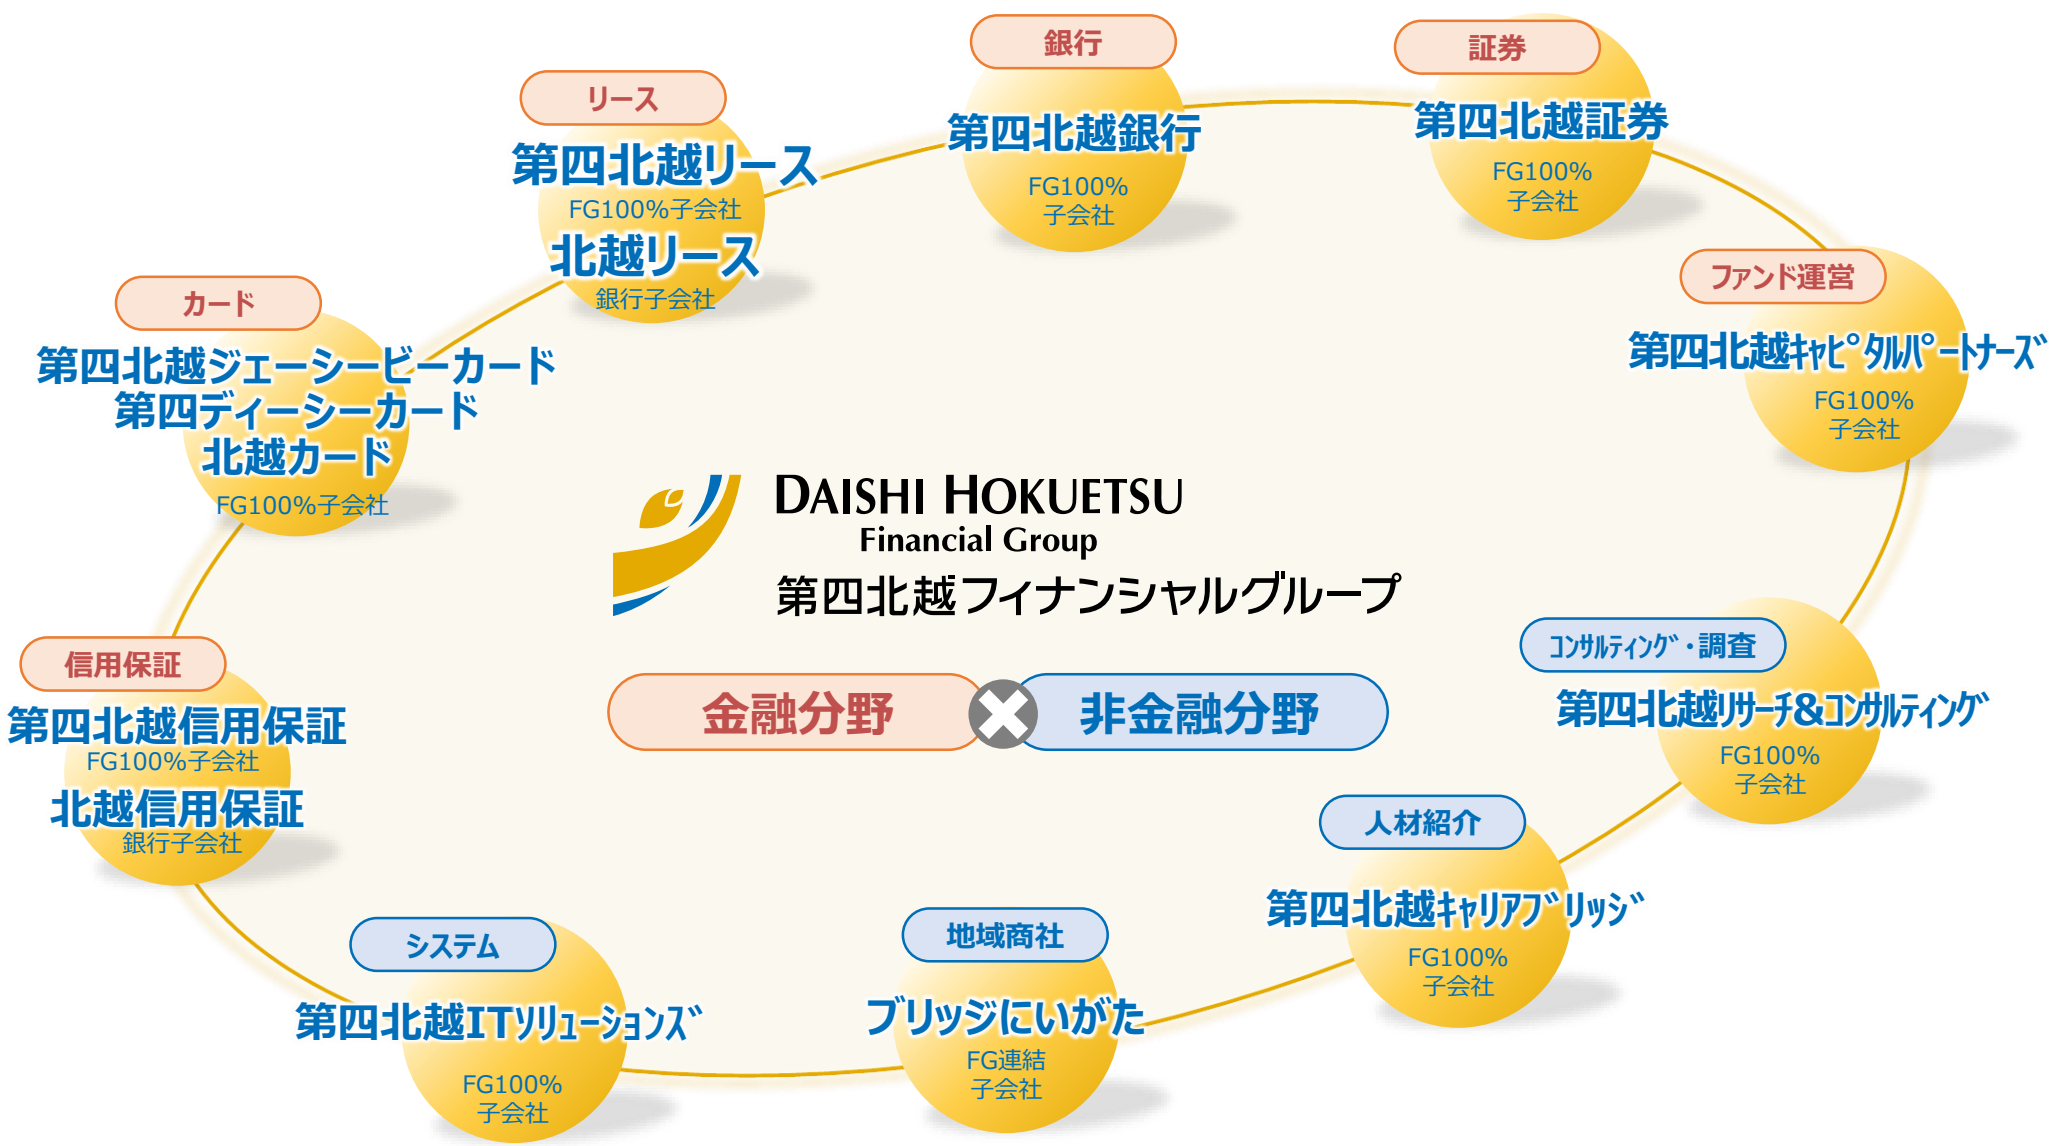 銀行
第四北越銀行
FG100%
子会社
証券
第四北越証券
FG100%
子会社
ファンド運営
第四北越ｷｬﾋﾟﾀﾙﾊﾟｰﾄﾅｰｽﾞ
FG100%
子会社
ｺﾝｻﾙﾃｨﾝｸﾞ・調査
第四北越ﾘｻｰﾁ&ｺﾝｻﾙﾃｨﾝｸﾞ
FG100%
子会社
人材紹介
第四北越ｷｬﾘｱﾌﾞﾘｯｼﾞ
FG100%
子会社
地域商社
ブリッジにいがた
FG連結
子会社
システム
第四北越ITｿﾘｭｰｼｮﾝｽﾞ
FG100%
子会社
信用保証
第四北越信用保証
FG100%子会社
北越信用保証
銀行子会社
カード
第四北越ジェーシービーカード
第四ディーシーカード
北越カード
FG100%子会社
リース
第四北越リース
FG100%子会社
北越リース
銀行子会社
DAISHI HOKUETSU
Financial Group
第四北越フィナンシャルグループ
金融分野
非金融分野